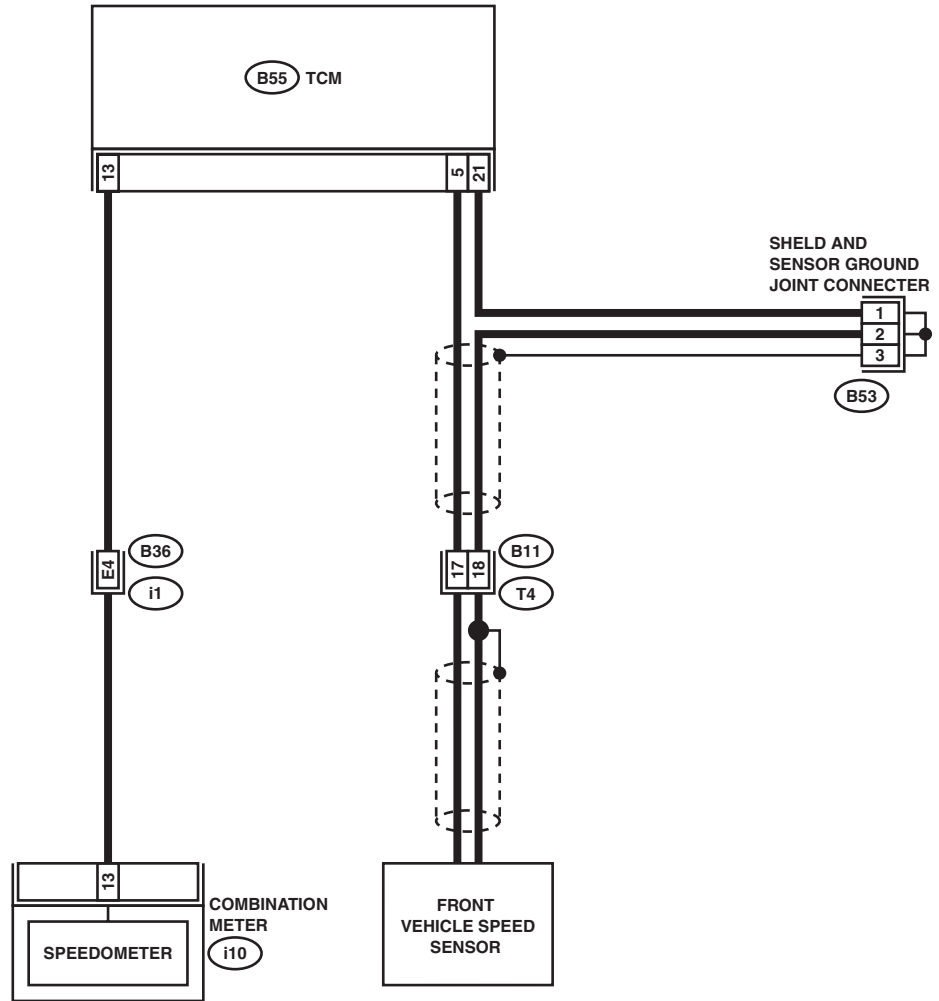 B55 TCM
13
5
21
SHELD AND
SENSOR GROUND
JOINT CONNECTER
1
2
3
B53
E4
B36
i1
17
18
B11
T4
13
COMBINATION
METER
i10
SPEEDOMETER
FRONT
VEHICLE SPEED
SENSOR